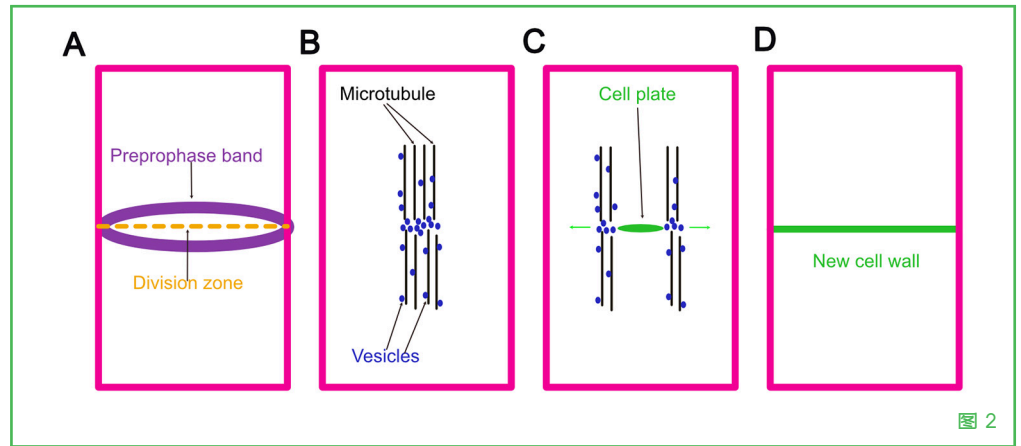 A
B
C
D
Microtubule
Cell plate
Preprophase band
Division zone
New cell wall
Vesicles
图 2